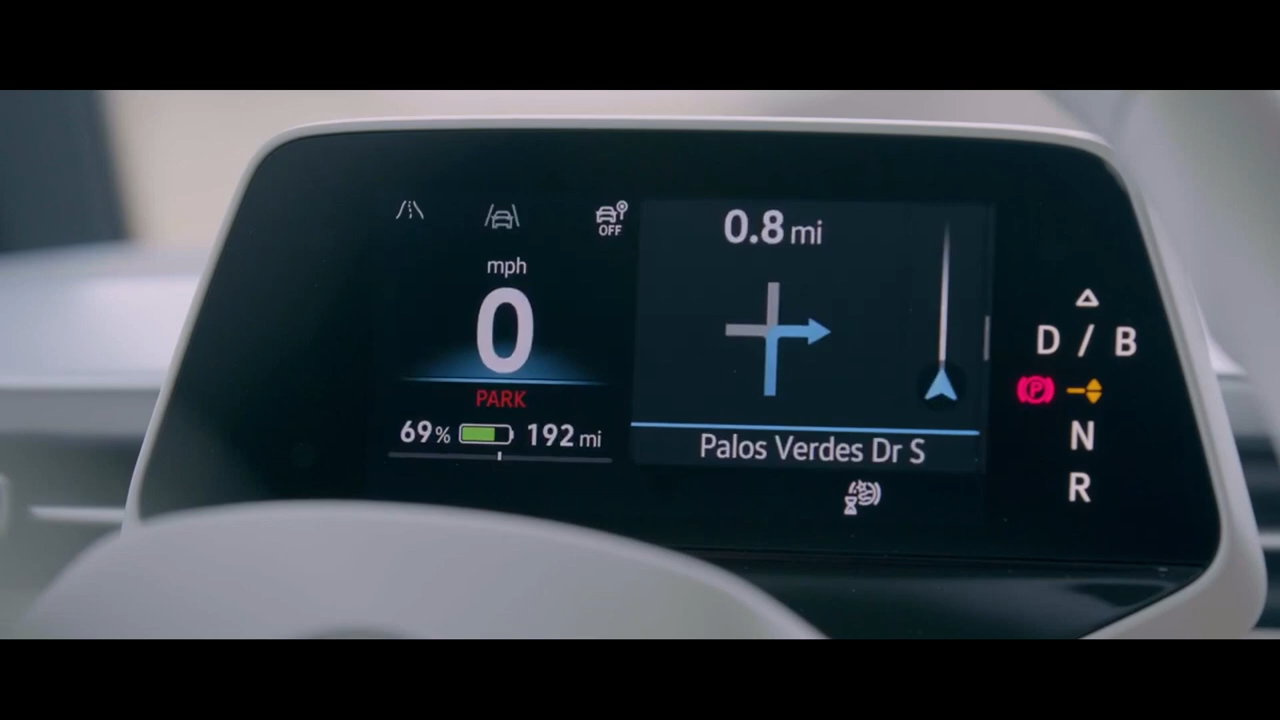 OFF
mph
0
PARK
69% 192 mi
0.8 mi
Palos Verdes Dr S
D / B
P
N
R